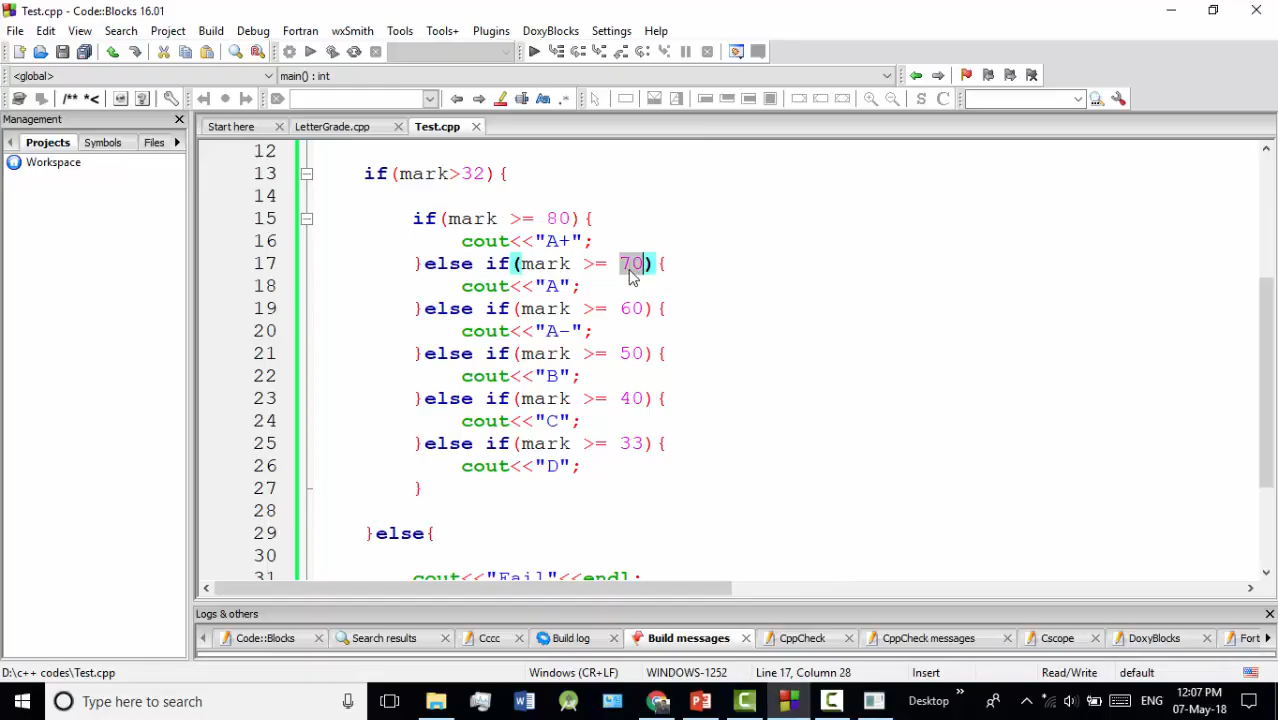 Test.cpp - Code::Blocks 16.01
File Edit View Search Project Build Debug Fortran wxSmith Tools Tools+ Plugins DoxyBlocks Settings Help
<global> main() : int
/** *< .* S C
Management
Projects Symbols Files
Workspace
Start here LetterGrade.cpp Test.cpp
12
13 if(mark>32){
14
15 if(mark >= 80){
16 cout<<"A+";
17 }else if(mark >= 70){
18 cout<<"A";
19 }else if(mark >= 60){
20 cout<<"A-";
21 }else if(mark >= 50){
22 cout<<"B";
23 }else if(mark >= 40){
24 cout<<"C";
25 }else if(mark >= 33){
26 cout<<"D";
27 }
28
29 }else{
30
31 cout<<"Fail"<<endl;
Logs & others
Code::Blocks Search results Cccc Build log Build messages CppCheck CppCheck messages Cscope DoxyBlocks Fort
D:\c++ codes\Test.cpp Windows (CR+LF) WINDOWS-1252 Line 17, Column 28 Insert Read/Write default
Type here to search Desktop ENG 12:07 PM
07-May-18